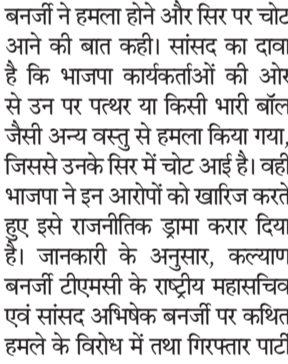 बनर्जी ने हमला होने और सिर पर चोट
आने की बात कही। सांसद का दावा
है कि भाजपा कार्यकर्ताओं की ओर
से उन पर पत्थर या किसी भारी बॉल
जैसी अन्य वस्तु से हमला किया गया,
जिससे उनके सिर में चोट आई है। वहीं
भाजपा ने इन आरोपों को खारिज करते
हुए इसे राजनीतिक ड्रामा करार दिया
है। जानकारी के अनुसार, कल्याण
बनर्जी टीएमसी के राष्ट्रीय महासचिव
एवं सांसद अभिषेक बनर्जी पर कथित
हमले के विरोध में तथा गिरफ्तार पार्टी